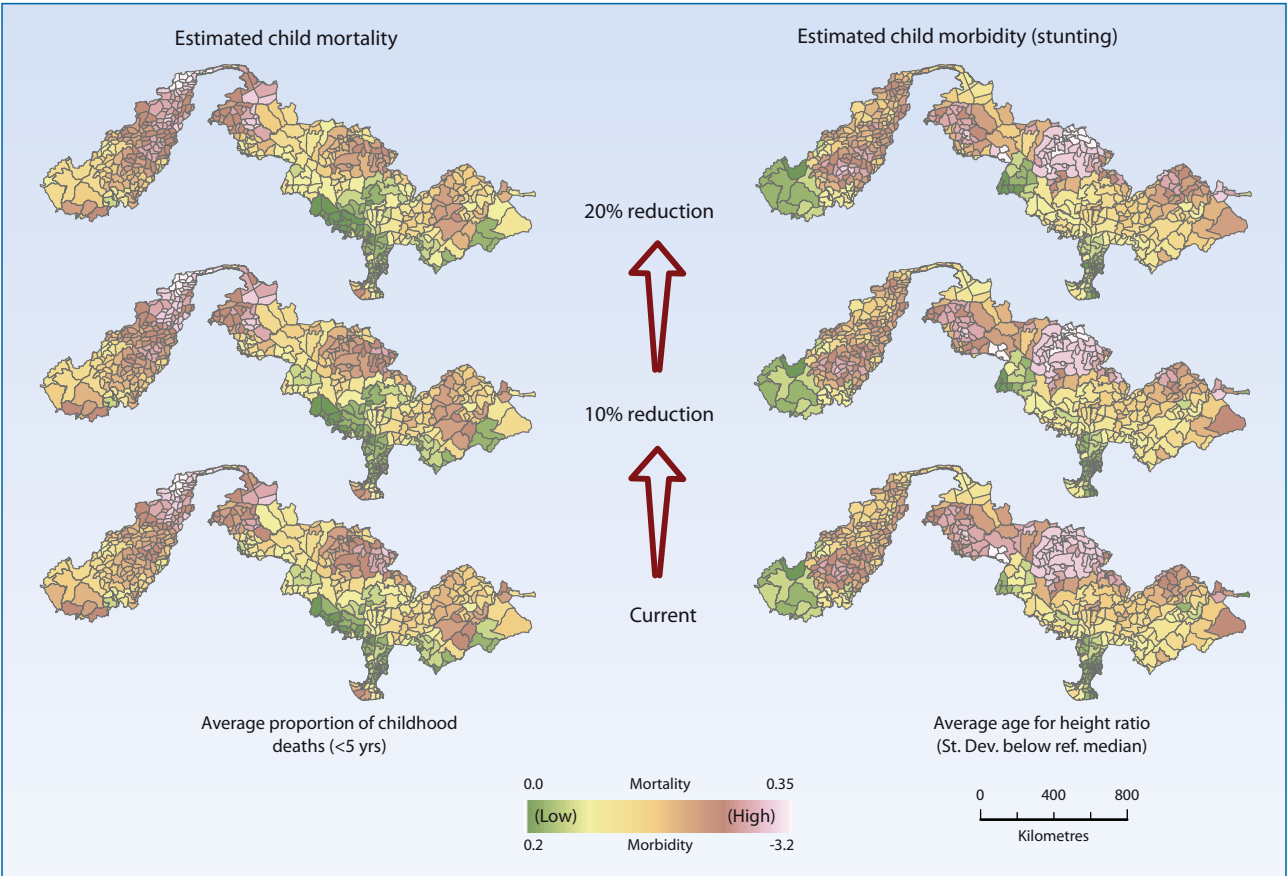 Estimated child mortality
Estimated child morbidity (stunting)
20% reduction
10% reduction
Current
Average proportion of childhood
deaths (<5 yrs)
Average age for height ratio
(St. Dev. below ref. median)
0.0 Mortality 0.35
(Low) (High)
0.2 Morbidity -3.2
0 400 800
Kilometres